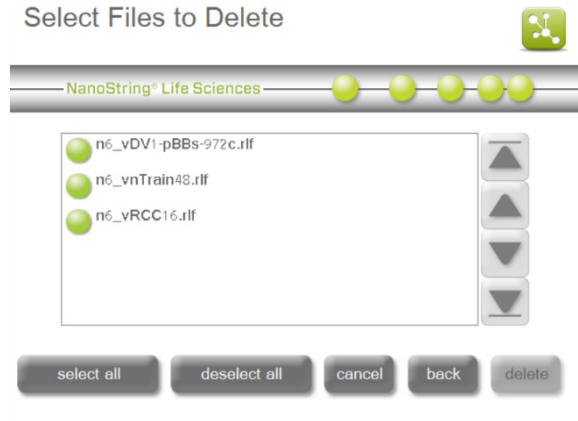 Select Files to Delete
NanoString® Life Sciences
n6_vDV1-pBBs-972c.rlf
n6_vnTrain48.rlf
n6_vRCC16.rlf
select all
deselect all
cancel
back
delete